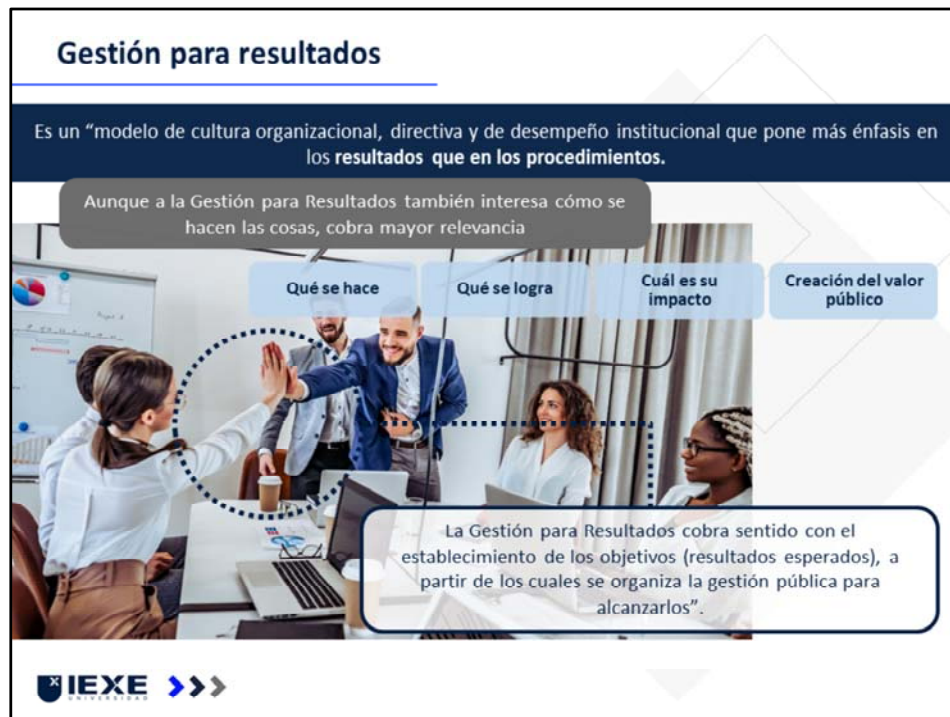 Gestión para resultados
Es un “modelo de cultura organizacional, directiva y de desempeño institucional que pone más énfasis en
los resultados que en los procedimientos.
Aunque a la Gestión para Resultados también interesa cómo se
hacen las cosas, cobra mayor relevancia
Qué se hace
Qué se logra
Cuál es su
impacto
Creación del valor
público
La Gestión para Resultados cobra sentido con el
establecimiento de los objetivos (resultados esperados), a
partir de los cuales se organiza la gestión pública para
alcanzarlos”.
IEXE
UNIVERSIDAD